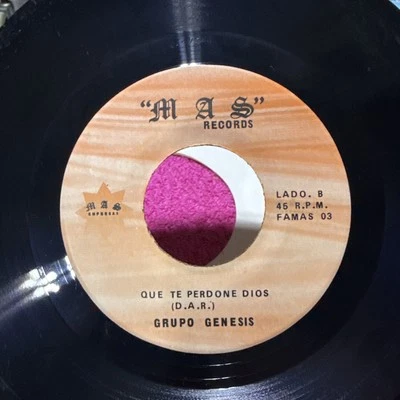 "M A S"
RECORDS
LADO. B
45 R.P.M.
FAMAS 03
M A S
QUE TE PERDONE DIOS
(D.A.R.)
GRUPO GENESIS